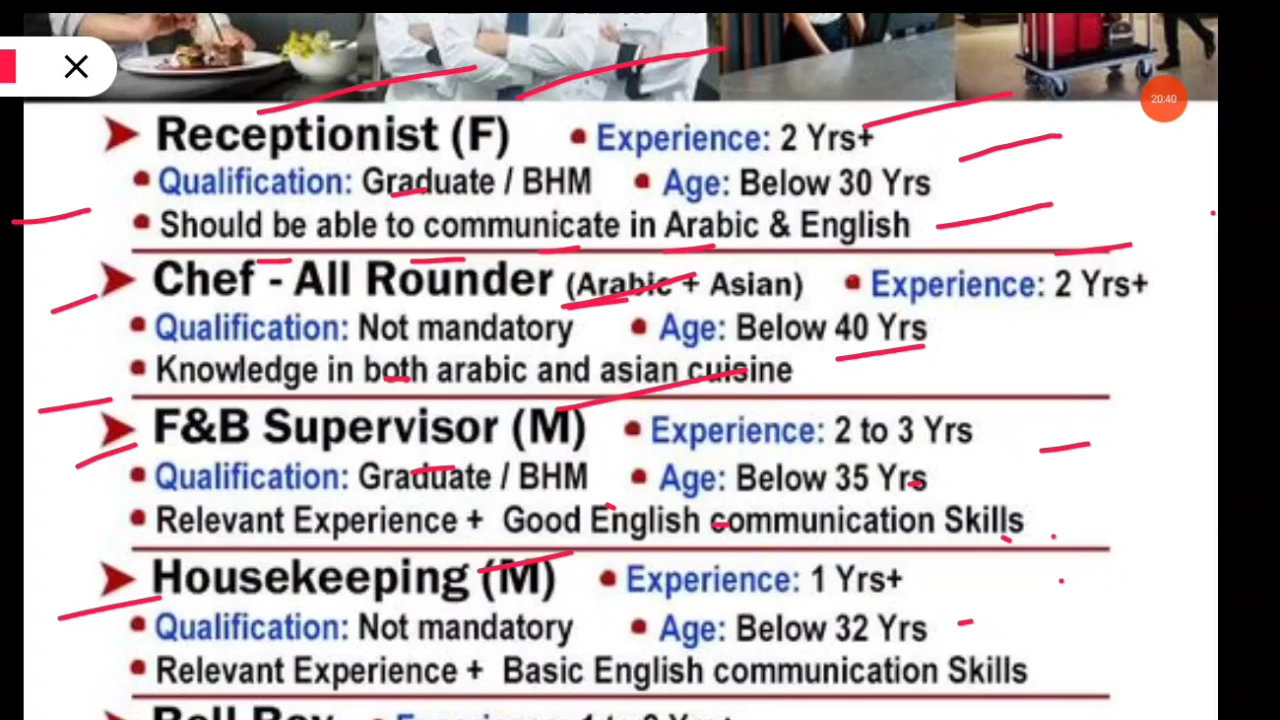 20:40
Receptionist (F) Experience: 2 Yrs+
Qualification: Graduate / BHM Age: Below 30 Yrs
Should be able to communicate in Arabic & English
Chef - All Rounder (Arabic + Asian) Experience: 2 Yrs+
Qualification: Not mandatory Age: Below 40 Yrs
Knowledge in both arabic and asian cuisine
F&B Supervisor (M) Experience: 2 to 3 Yrs
Qualification: Graduate / BHM Age: Below 35 Yrs
Relevant Experience + Good English communication Skills
Housekeeping (M) Experience: 1 Yrs+
Qualification: Not mandatory Age: Below 32 Yrs
Relevant Experience + Basic English communication Skills
Bell Boy